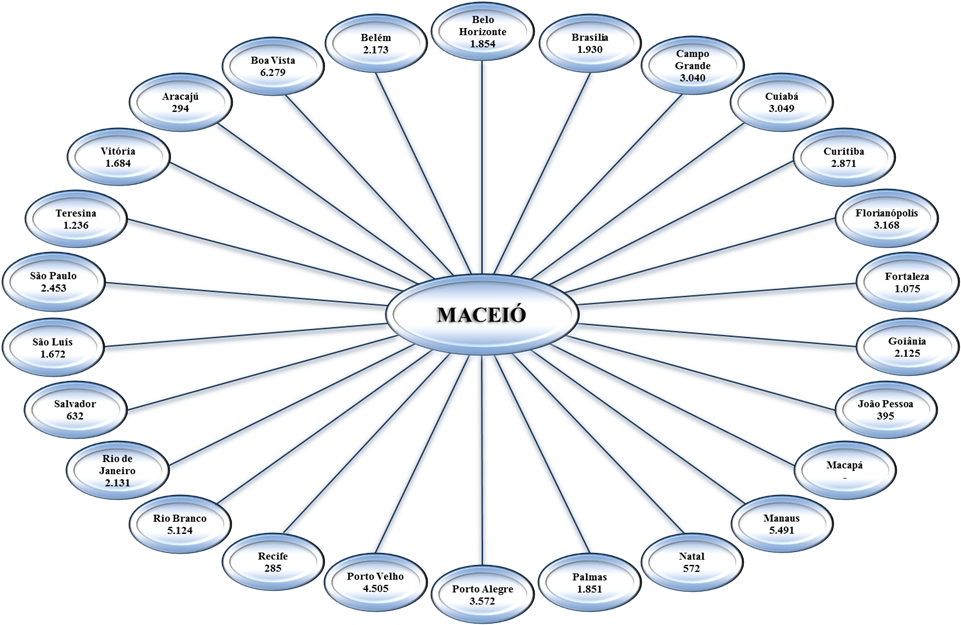 Belo
Horizonte
1.854
Brasília
1.930
Campo
Grande
3.040
Cuiabá
3.049
Curitiba
2.871
Florianópolis
3.168
Fortaleza
1.075
Goiânia
2.125
João Pessoa
395
Macapá
-
Manaus
5.491
Natal
572
Palmas
1.851
Porto Alegre
3.572
Porto Velho
4.505
Recife
285
Rio Branco
5.124
Rio de
Janeiro
2.131
Salvador
632
São Luís
1.672
São Paulo
2.453
Teresina
1.236
Vitória
1.684
Aracajú
294
Boa Vista
6.279
Belém
2.173
MACEIÓ